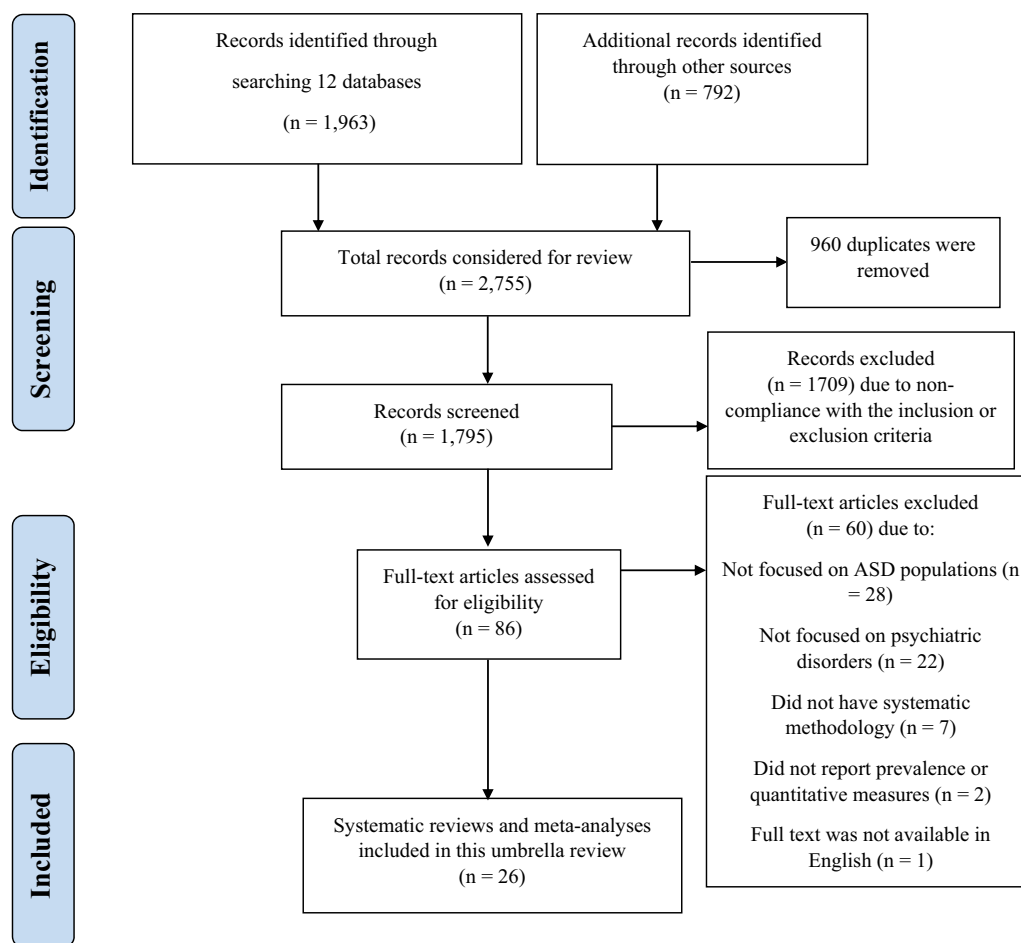 Identification
Records identified through
searching 12 databases
(n = 1,963)
Additional records identified
through other sources
(n = 792)
Screening
Total records considered for review
(n = 2,755)
960 duplicates were
removed
Records screened
(n = 1,795)
Records excluded
(n = 1709) due to non-
compliance with the inclusion or
exclusion criteria
Eligibility
Full-text articles assessed
for eligibility
(n = 86)
Full-text articles excluded
(n = 60) due to:
Not focused on ASD populations (n
= 28)
Not focused on psychiatric
disorders (n = 22)
Did not have systematic
methodology (n = 7)
Did not report prevalence or
quantitative measures (n = 2)
Full text was not available in
English (n = 1)
Included
Systematic reviews and meta-analyses
included in this umbrella review
(n = 26)